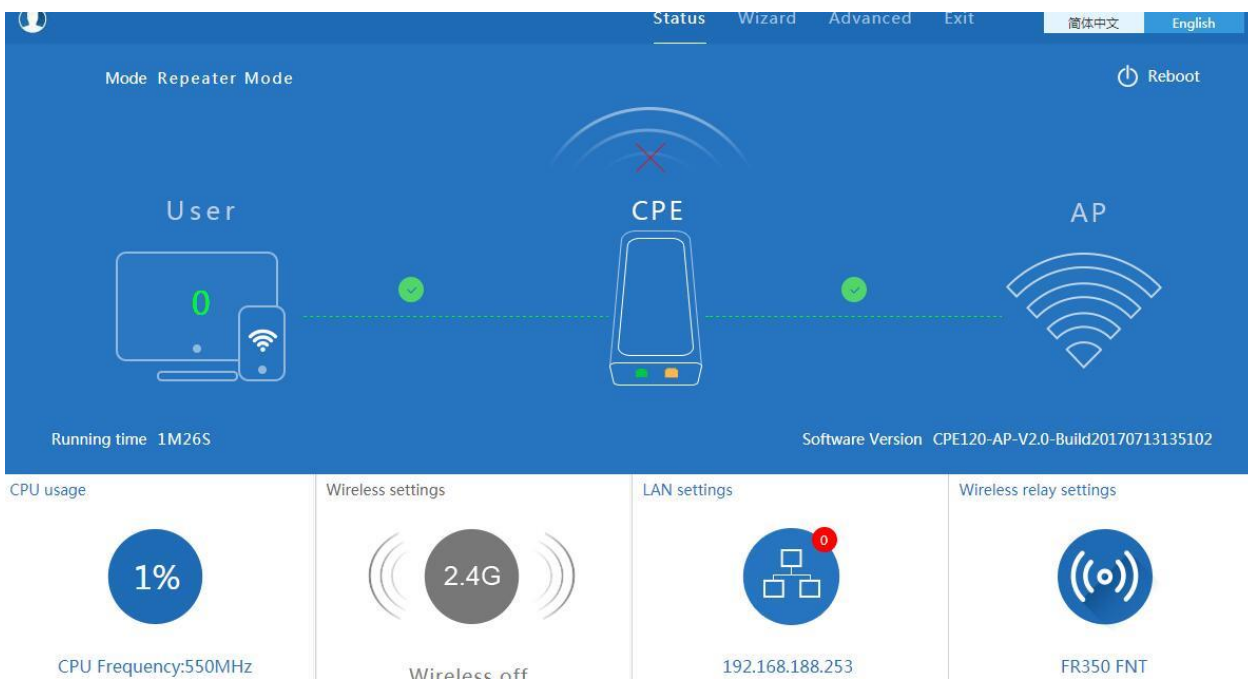 Status Wizard Advanced Exit 简体中文 English
Mode Repeater Mode
Reboot
User
CPE
AP
0
Running time 1M26S
Software Version CPE120-AP-V2.0-Build20170713135102
CPU usage
Wireless settings
LAN settings
Wireless relay settings
1%
2.4G
0
CPU Frequency:550MHz
Wireless off
192.168.188.253
FR350 FNT